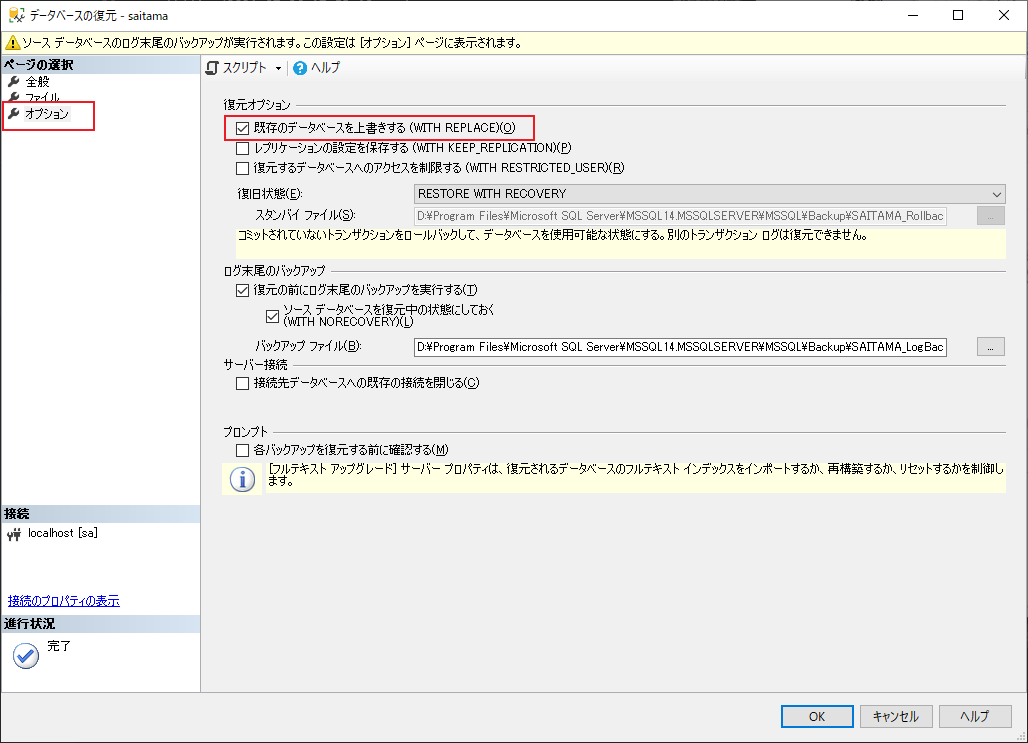 データベースの復元 - saitama
ソース データベースのログ末尾のバックアップが実行されます。この設定は [オプション] ページに表示されます。
ページの選択
全般
ファイル
オプション
スクリプト
ヘルプ
復元オプション
既存のデータベースを上書きする (WITH REPLACE)(O)
レプリケーションの設定を保存する (WITH KEEP_REPLICATION)(P)
復元するデータベースへのアクセスを制限する (WITH RESTRICTED_USER)(R)
復旧状態(E):
RESTORE WITH RECOVERY
スタンバイ ファイル(S):
D:¥Program Files¥Microsoft SQL Server¥MSSQL14.MSSQLSERVER¥MSSQL¥Backup¥SAITAMA_Rollbac
...
コミットされていないトランザクションをロールバックして、データベースを使用可能な状態にする。別のトランザクション ログは復元できません。
ログ末尾のバックアップ
復元の前にログ末尾のバックアップを実行する(T)
ソース データベースを復元中の状態にしておく
(WITH NORECOVERY)(L)
バックアップ ファイル(B):
D:¥Program Files¥Microsoft SQL Server¥MSSQL14.MSSQLSERVER¥MSSQL¥Backup¥SAITAMA_LogBac
...
サーバー接続
接続先データベースへの既存の接続を閉じる(C)
プロンプト
各バックアップを復元する前に確認する(M)
[フルテキスト アップグレード] サーバー プロパティは、復元されるデータベースのフルテキスト インデックスをインポートするか、再構築するか、リセットするかを制御し
ます。
接続
localhost [sa]
接続のプロパティの表示
進行状況
完了
OK
キャンセル
ヘルプ